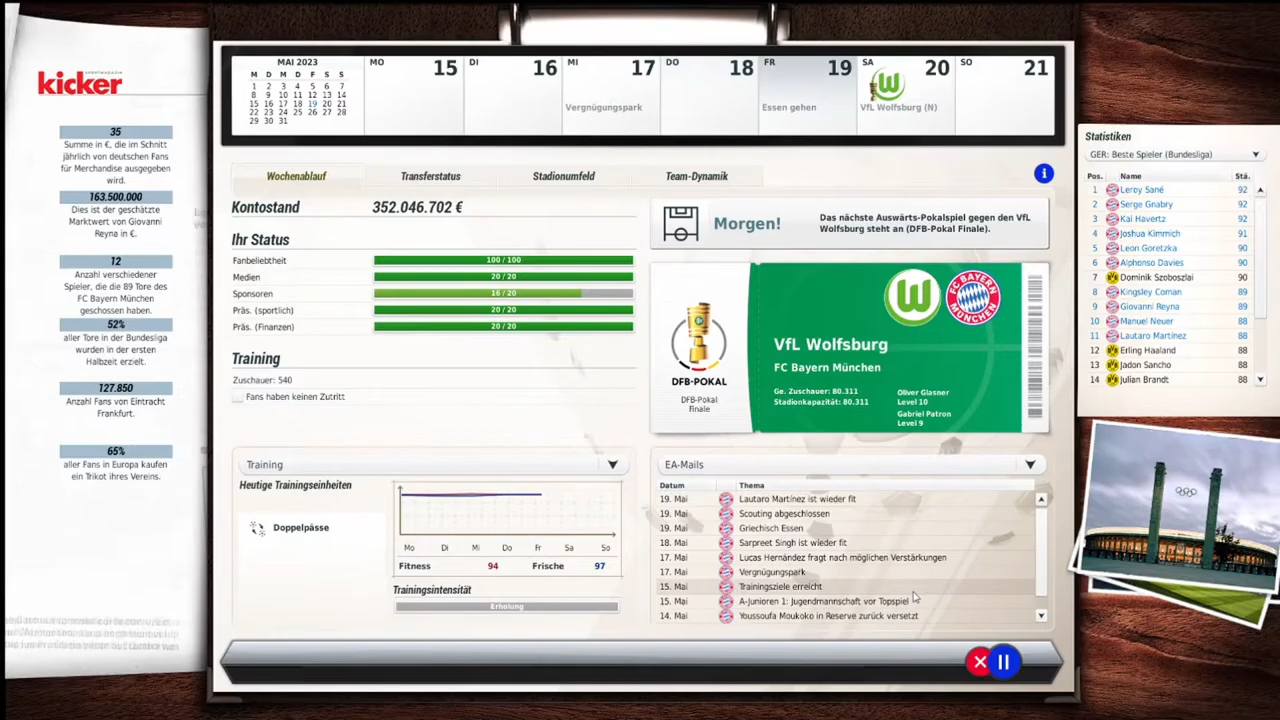 kicker
SPORTMAGAZIN
35
Summe in €, die im Schnitt
jährlich von deutschen Fans
für Merchandise ausgegeben
wird.
163.500.000
Dies ist der geschätzte
Marktwert von Giovanni
Reyna in €.
12
Anzahl verschiedener
Spieler, die die 89 Tore des
FC Bayern München
geschossen haben.
52%
aller Tore in der Bundesliga
wurden in der ersten
Halbzeit erzielt.
127.850
Anzahl Fans von Eintracht
Frankfurt.
65%
aller Fans in Europa kaufen
ein Trikot ihres Vereins.
MAI 2023
M D M D F S S
1 2 3 4 5 6 7
8 9 10 11 12 13 14
15 16 17 18 19 20 21
22 23 24 25 26 27 28
29 30 31
MO 15
DI 16
MI 17
Vergnügungspark
DO 18
FR 19
Essen gehen
SA 20
VfL Wolfsburg (N)
SO 21
Wochenablauf
Transferstatus
Stadionumfeld
Team-Dynamik
i
Kontostand 352.046.702 €
Ihr Status
Fanbeliebtheit 100 / 100
Medien 20 / 20
Sponsoren 16 / 20
Präs. (sportlich) 20 / 20
Präs. (Finanzen) 20 / 20
Training
Zuschauer: 540
Fans haben keinen Zutritt
Morgen!
Das nächste Auswärts-Pokalspiel gegen den VfL
Wolfsburg steht an (DFB-Pokal Finale).
DFB-POKAL
DFB-Pokal
Finale
FC BAYERN
MÜNCHEN
VfL Wolfsburg
FC Bayern München
Ge. Zuschauer: 80.311
Stadionkapazität: 80.311
Oliver Glasner
Level 10
Gabriel Patron
Level 9
Training
Heutige Trainingseinheiten
Doppelpässe
Mo Di Mi Do Fr Sa So
Fitness 94 Frische 97
Trainingsintensität
Erholung
EA-Mails
Datum Thema
19. Mai Lautaro Martínez ist wieder fit
19. Mai Scouting abgeschlossen
19. Mai Griechisch Essen
18. Mai Sarpreet Singh ist wieder fit
17. Mai Lucas Hernández fragt nach möglichen Verstärkungen
17. Mai Vergnügungspark
15. Mai Trainingsziele erreicht
15. Mai A-Junioren 1: Jugendmannschaft vor Topspiel
14. Mai Youssoufa Moukoko in Reserve zurück versetzt
Statistiken
GER: Beste Spieler (Bundesliga)
Pos. Name Stä.
1 Leroy Sané 92
2 Serge Gnabry 92
3 Kai Havertz 92
4 Joshua Kimmich 91
5 Leon Goretzka 90
6 Alphonso Davies 90
7 Dominik Szoboszlai 90
8 Kingsley Coman 89
9 Giovanni Reyna 89
10 Manuel Neuer 88
11 Lautaro Martínez 88
12 Erling Haaland 88
13 Jadon Sancho 88
14 Julian Brandt 88